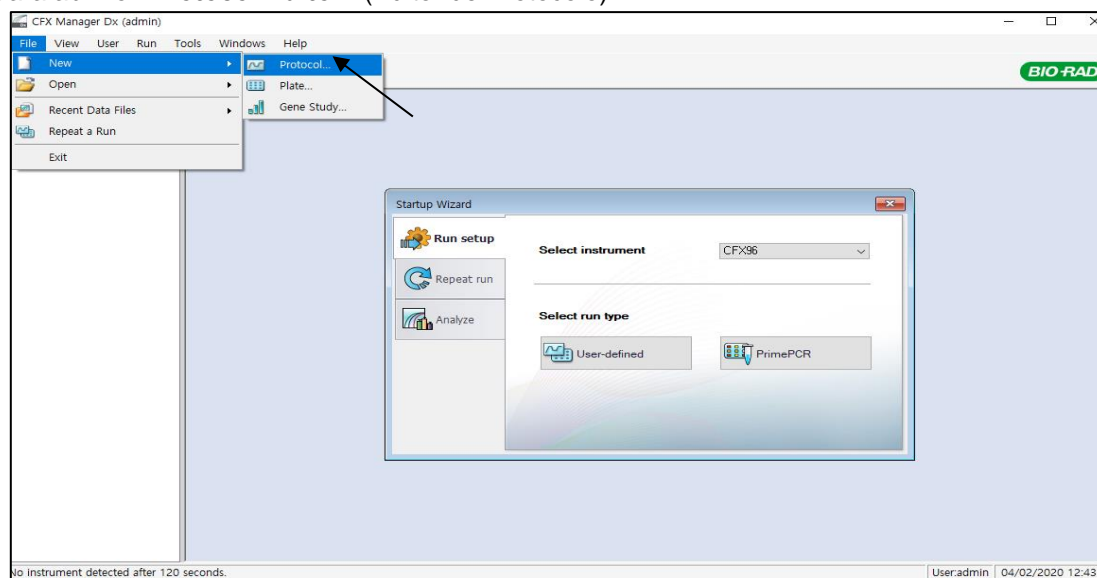 CFX Manager Dx (admin)
File View User Run Tools Windows Help
New
Protocol...
BIO-RAD
Open
Plate...
Recent Data Files
Gene Study...
Repeat a Run
Exit
Startup Wizard
Run setup
Select instrument CFX96
Repeat run
Analyze
Select run type
User-defined PrimePCR
No instrument detected after 120 seconds.
User:admin 04/02/2020 12:43